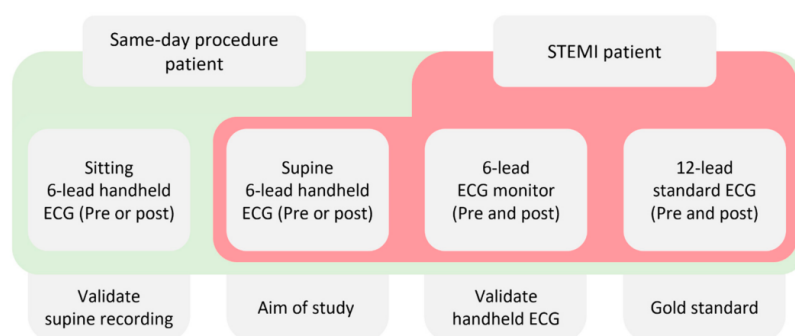 Same-day procedure
patient
STEMI patient
Sitting
6-lead handheld
ECG (Pre or post)
Supine
6-lead handheld
ECG (Pre or post)
6-lead
ECG monitor
(Pre and post)
12-lead
standard ECG
(Pre and post)
Validate
supine recording
Aim of study
Validate
handheld ECG
Gold standard